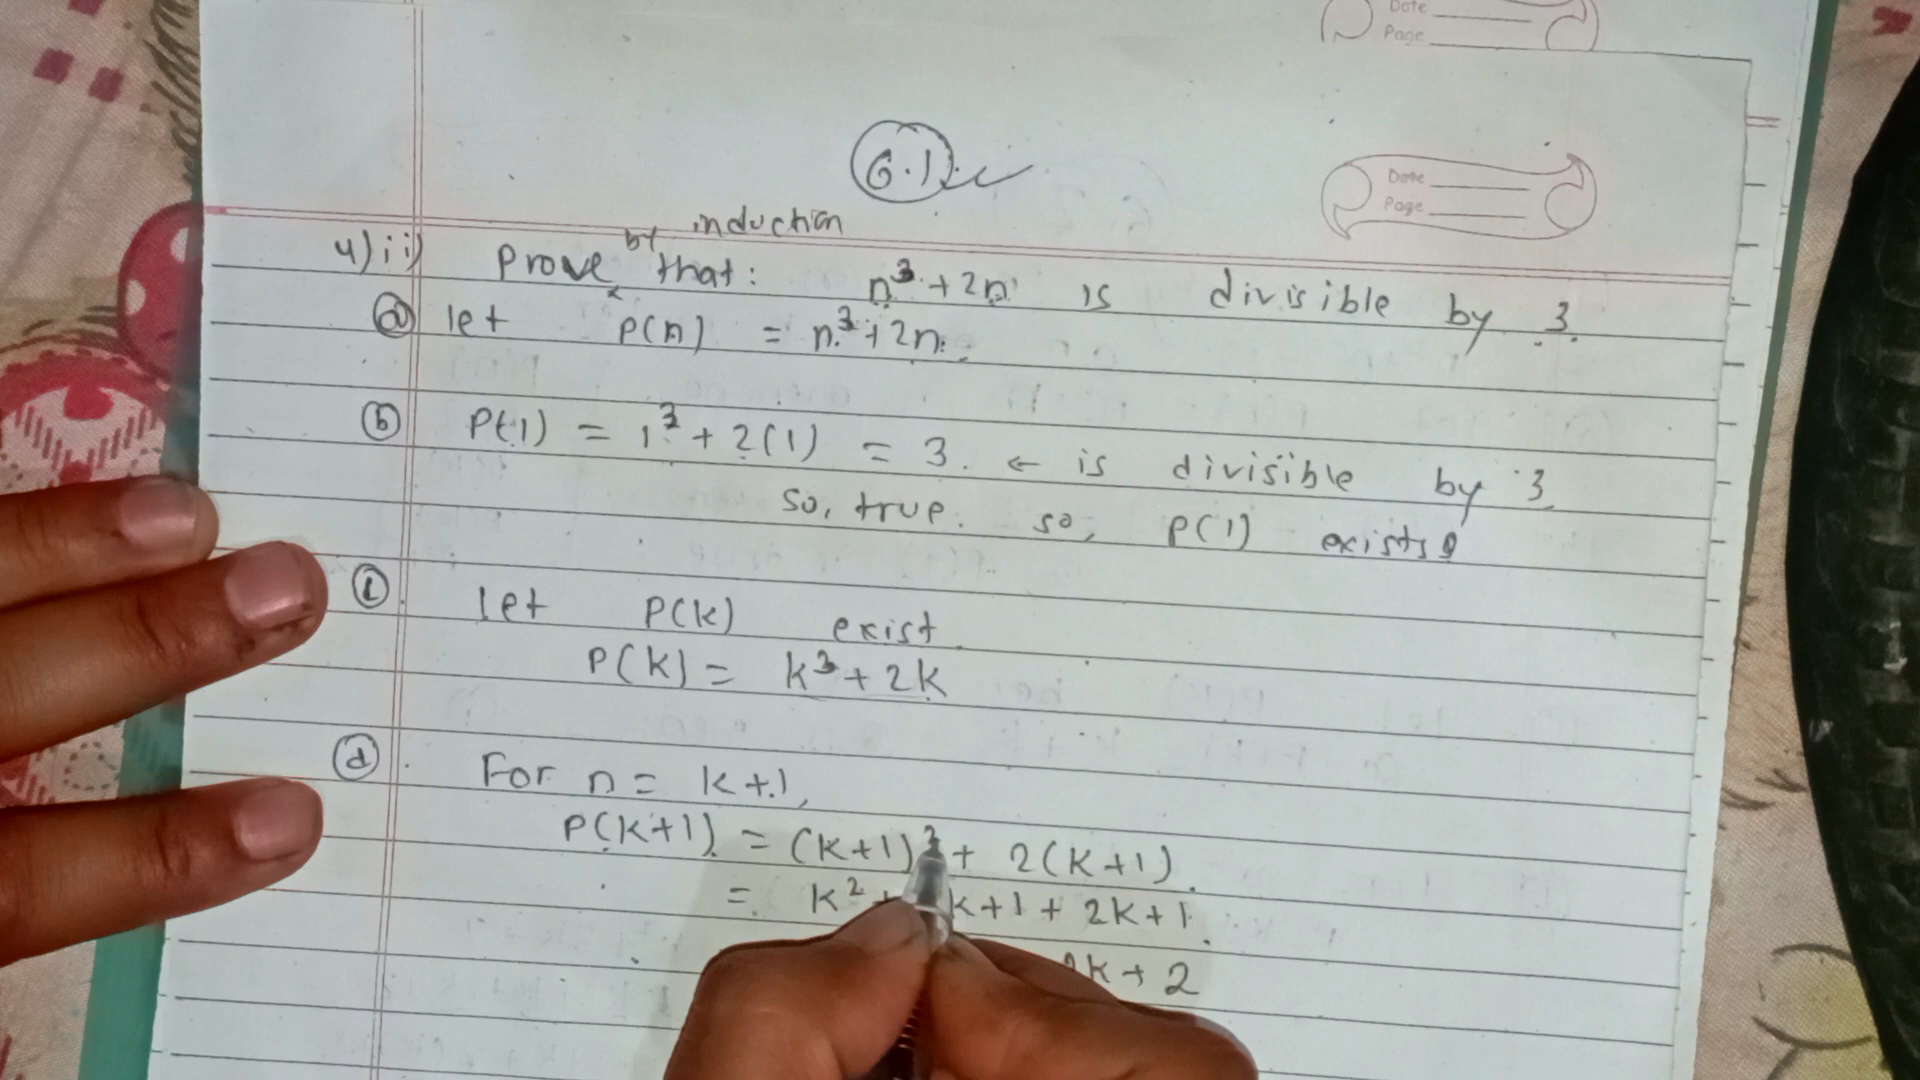 Date
Page
6.1
Date
Page
by induction
4) ii) Prove that: n³ + 2n is divisible by 3
ⓐ let P(n) = n³ + 2n.
ⓑ P(1) = 1³ + 2(1) = 3. ← is divisible by 3.
so, true. so, P(1) exists
ⓒ Let P(k) exist.
P(k) = k³ + 2k
ⓓ For n = k+1,
P(k+1) = (k+1)³ + 2(k+1).
= k² + k+1 + 2k+1.
k + 2